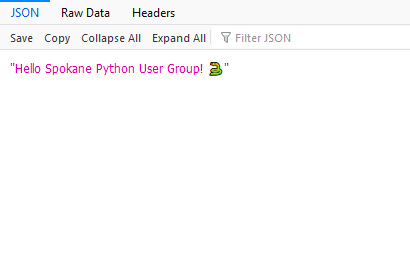 JSON Raw Data Headers
Save Copy Collapse All Expand All Filter JSON
"Hello Spokane Python User Group! 🐍"